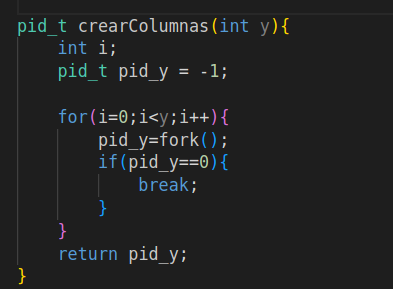 pid_t crearColumnas(int y){
    int i;
    pid_t pid_y = -1;

    for(i=0;i<y;i++){
        pid_y=fork();
        if(pid_y==0){
            break;
        }
    }
    return pid_y;
}